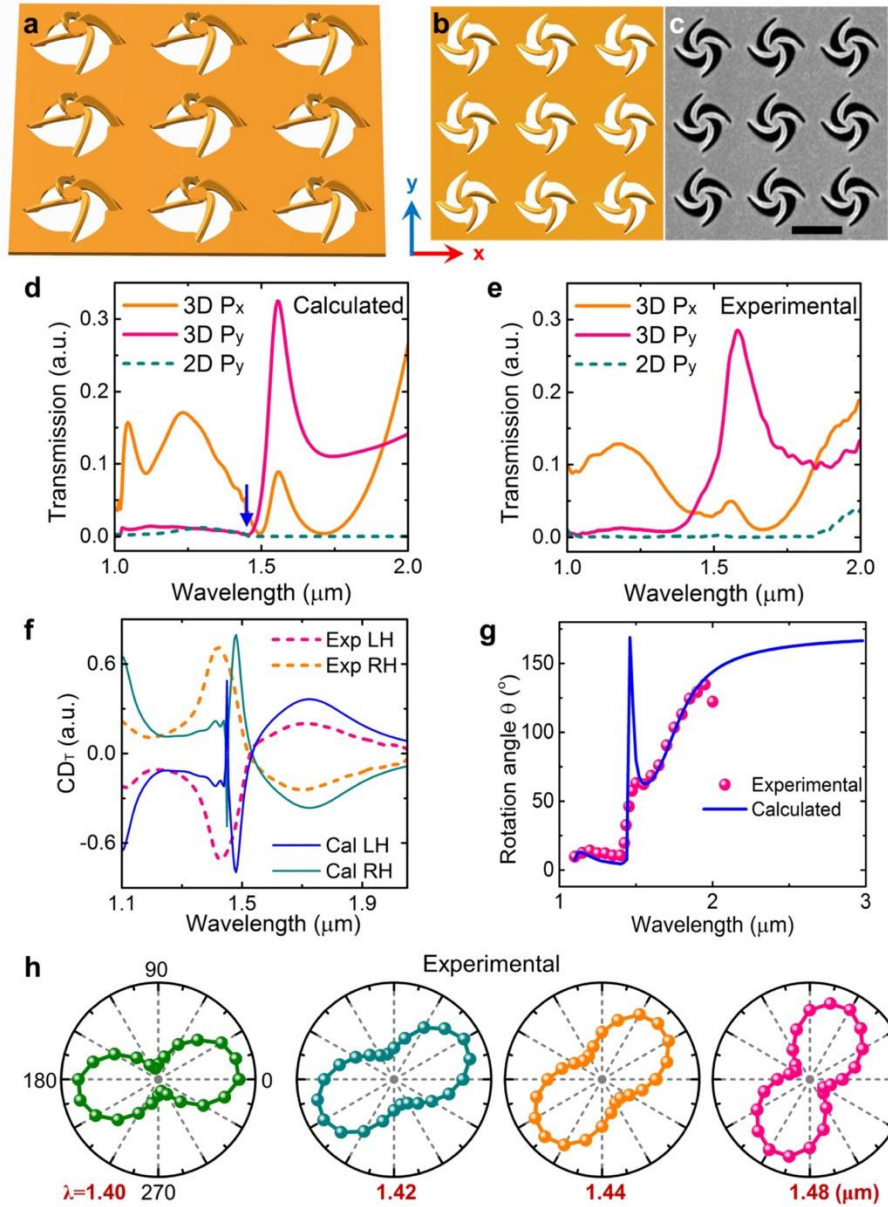 a
b
c
y
x
d
Calculated
3D Px
3D Py
2D Py
Transmission (a.u.)
0.3
0.2
0.1
0.0
1.0
1.5
2.0
Wavelength (μm)
e
Experimental
3D Px
3D Py
2D Py
Transmission (a.u.)
0.3
0.2
0.1
0.0
1.0
1.5
2.0
Wavelength (μm)
f
Exp LH
Exp RH
CDT (a.u.)
0.6
0.0
-0.6
Cal LH
Cal RH
1.1
1.5
1.9
Wavelength (μm)
g
Rotation angle θ (°)
150
100
50
0
Experimental
Calculated
1
2
3
Wavelength (μm)
h
Experimental
90
180
0
270
λ=1.40
1.42
1.44
1.48 (μm)